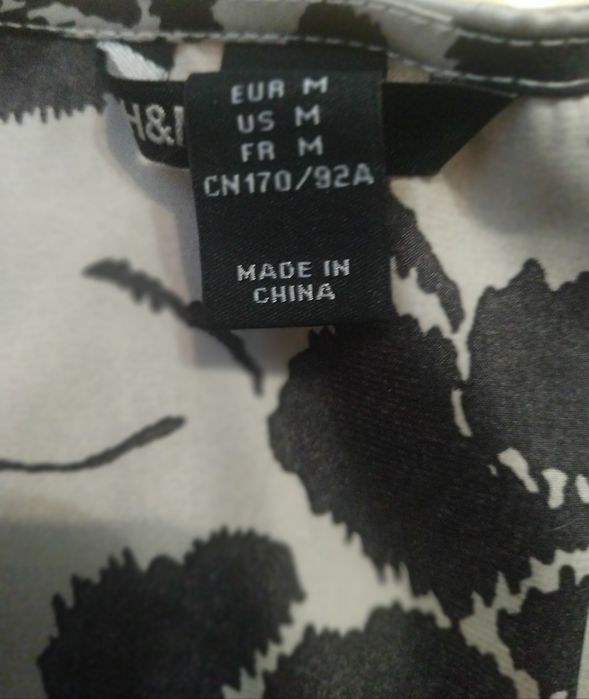 H&
EUR M
US M
FR M
CN170/92A
MADE IN
CHINA